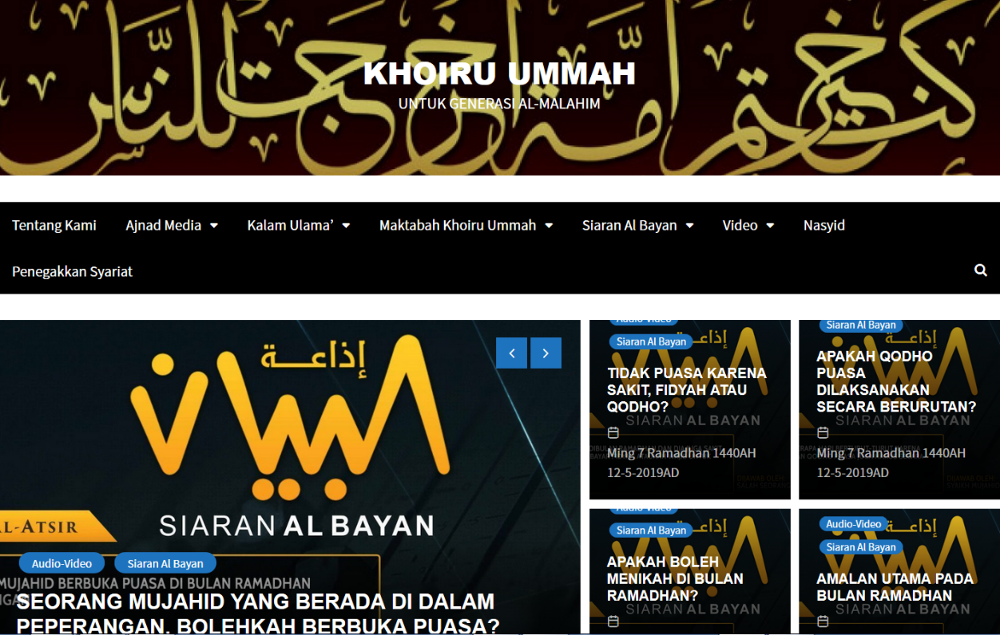 كنتم خير أمة أخرجت للناس
KHOIRU UMMAH
UNTUK GENERASI AL-MALAHIM
Tentang Kami
Ajnad Media
Kalam Ulama’
Maktabah Khoiru Ummah
Siaran Al Bayan
Video
Nasyid
Penegakkan Syariat
إذاعة
البيان
SIARAN AL BAYAN
AL-ATSIR
Audio-Video
Siaran Al Bayan
MUJAHID BERBUKA PUASA DI BULAN RAMADHAN
SEORANG MUJAHID YANG BERADA DI DALAM
PEPERANGAN, BOLEHKAH BERBUKA PUASA?
Audio-Video
Siaran Al Bayan
إذاعة
TIDAK PUASA KARENA
SAKIT, FIDYAH ATAU
QODHO?
SIARAN AL BAYAN
Ming 7 Ramadhan 1440AH
12-5-2019AD
Siaran Al Bayan
إذاعة
APAKAH QODHO
PUASA
DILAKSANAKAN
SECARA BERURUTAN?
SIARAN AL BAYAN
Ming 7 Ramadhan 1440AH
12-5-2019AD
Audio-Video
Siaran Al Bayan
إذاعة
APAKAH BOLEH
MENIKAH DI BULAN
RAMADHAN?
SIARAN AL BAYAN
Audio-Video
إذاعة
Siaran Al Bayan
AMALAN UTAMA PADA
BULAN RAMADHAN
SIARAN AL BAYAN